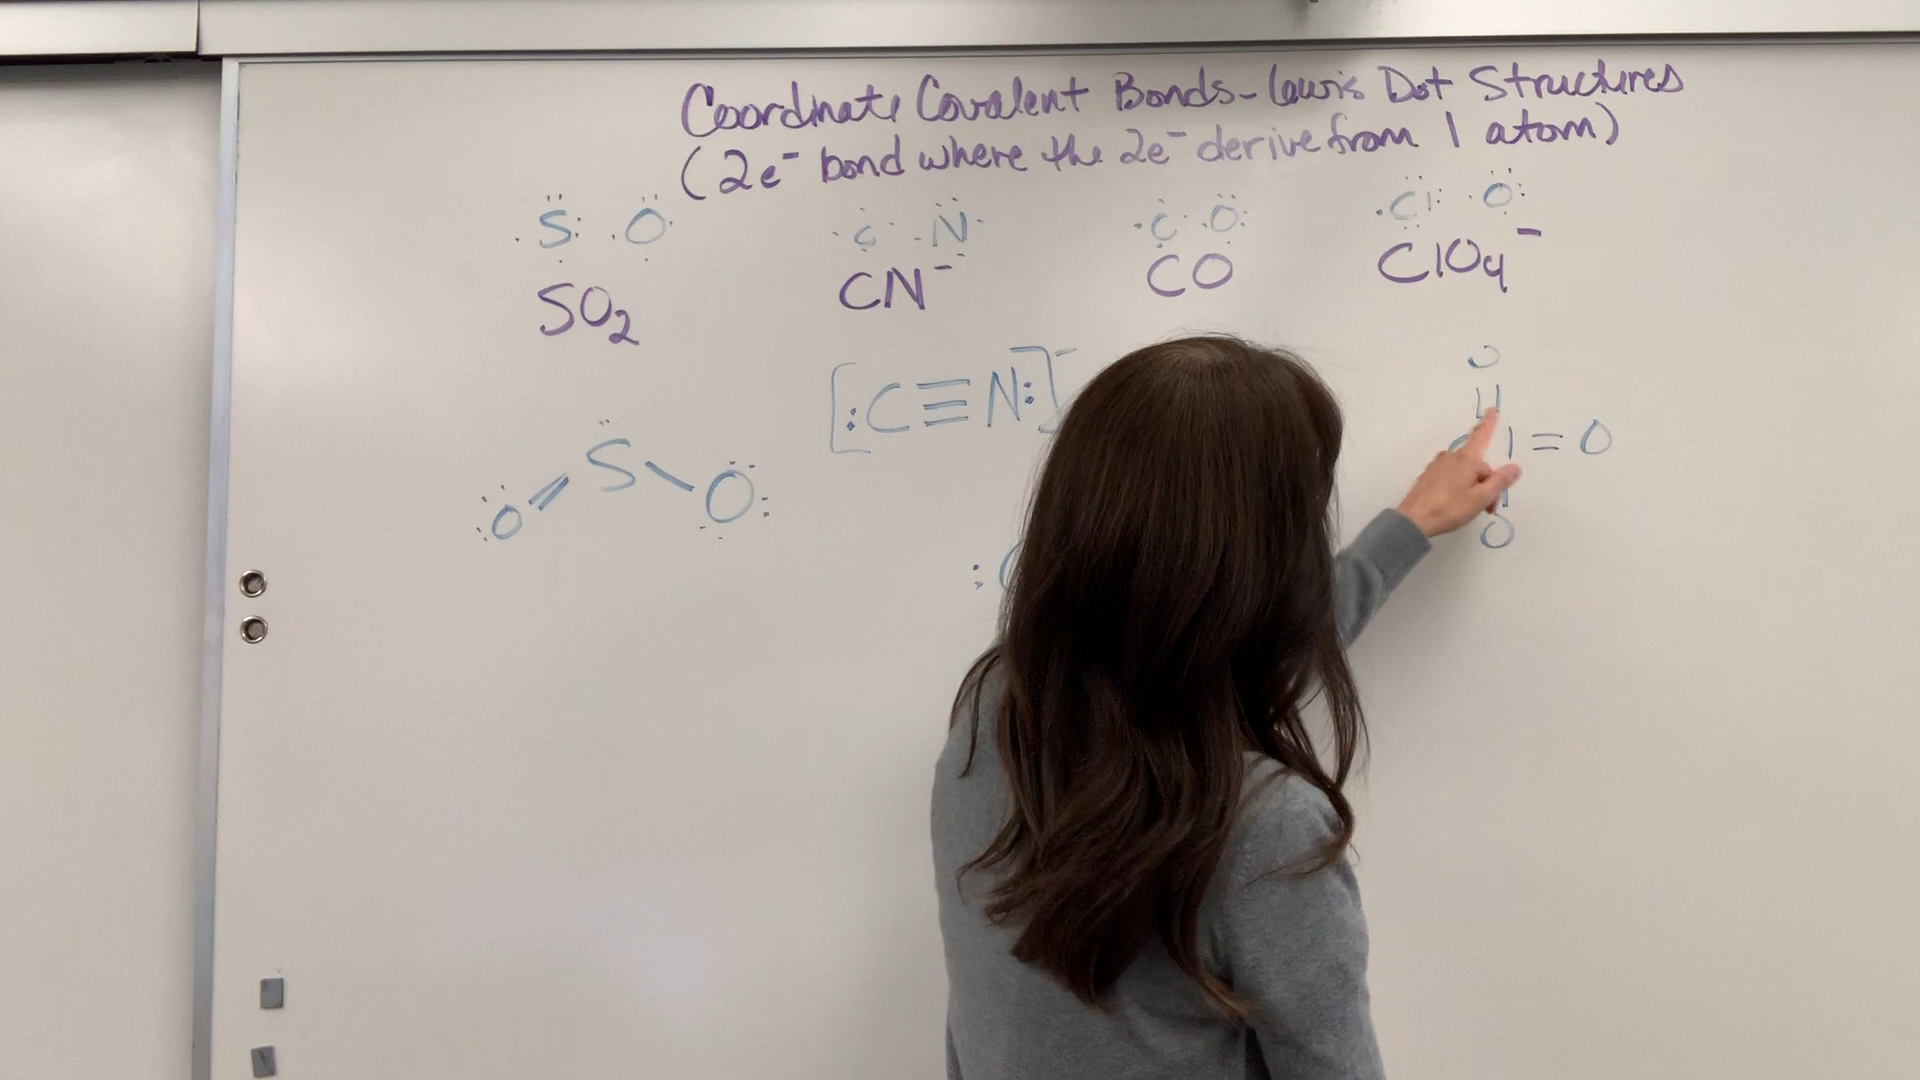 Coordinate Covalent Bonds - Lewis Dot Structures
(2e⁻ bond where the 2e⁻ derive from 1 atom)
·S̈: ·Ö·
·C· ·N̈·
·C· ·Ö:
·C̈l: ·Ö:
SO₂
CN⁻
CO
ClO₄⁻
[:C≡N:]⁻
O
l=O
O
O=S-O